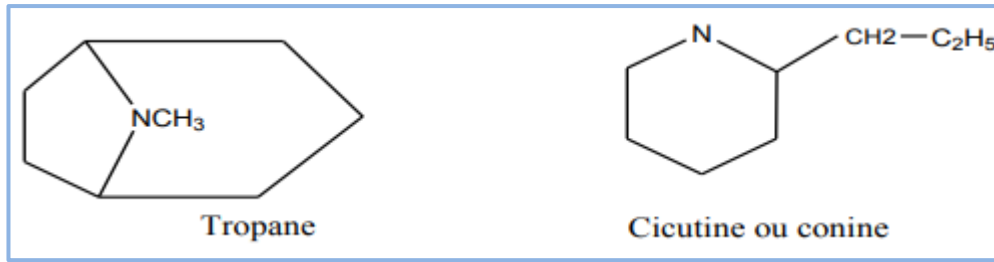 N
CH2—C₂H₅
NCH₃
Tropane
Cicutine ou conine